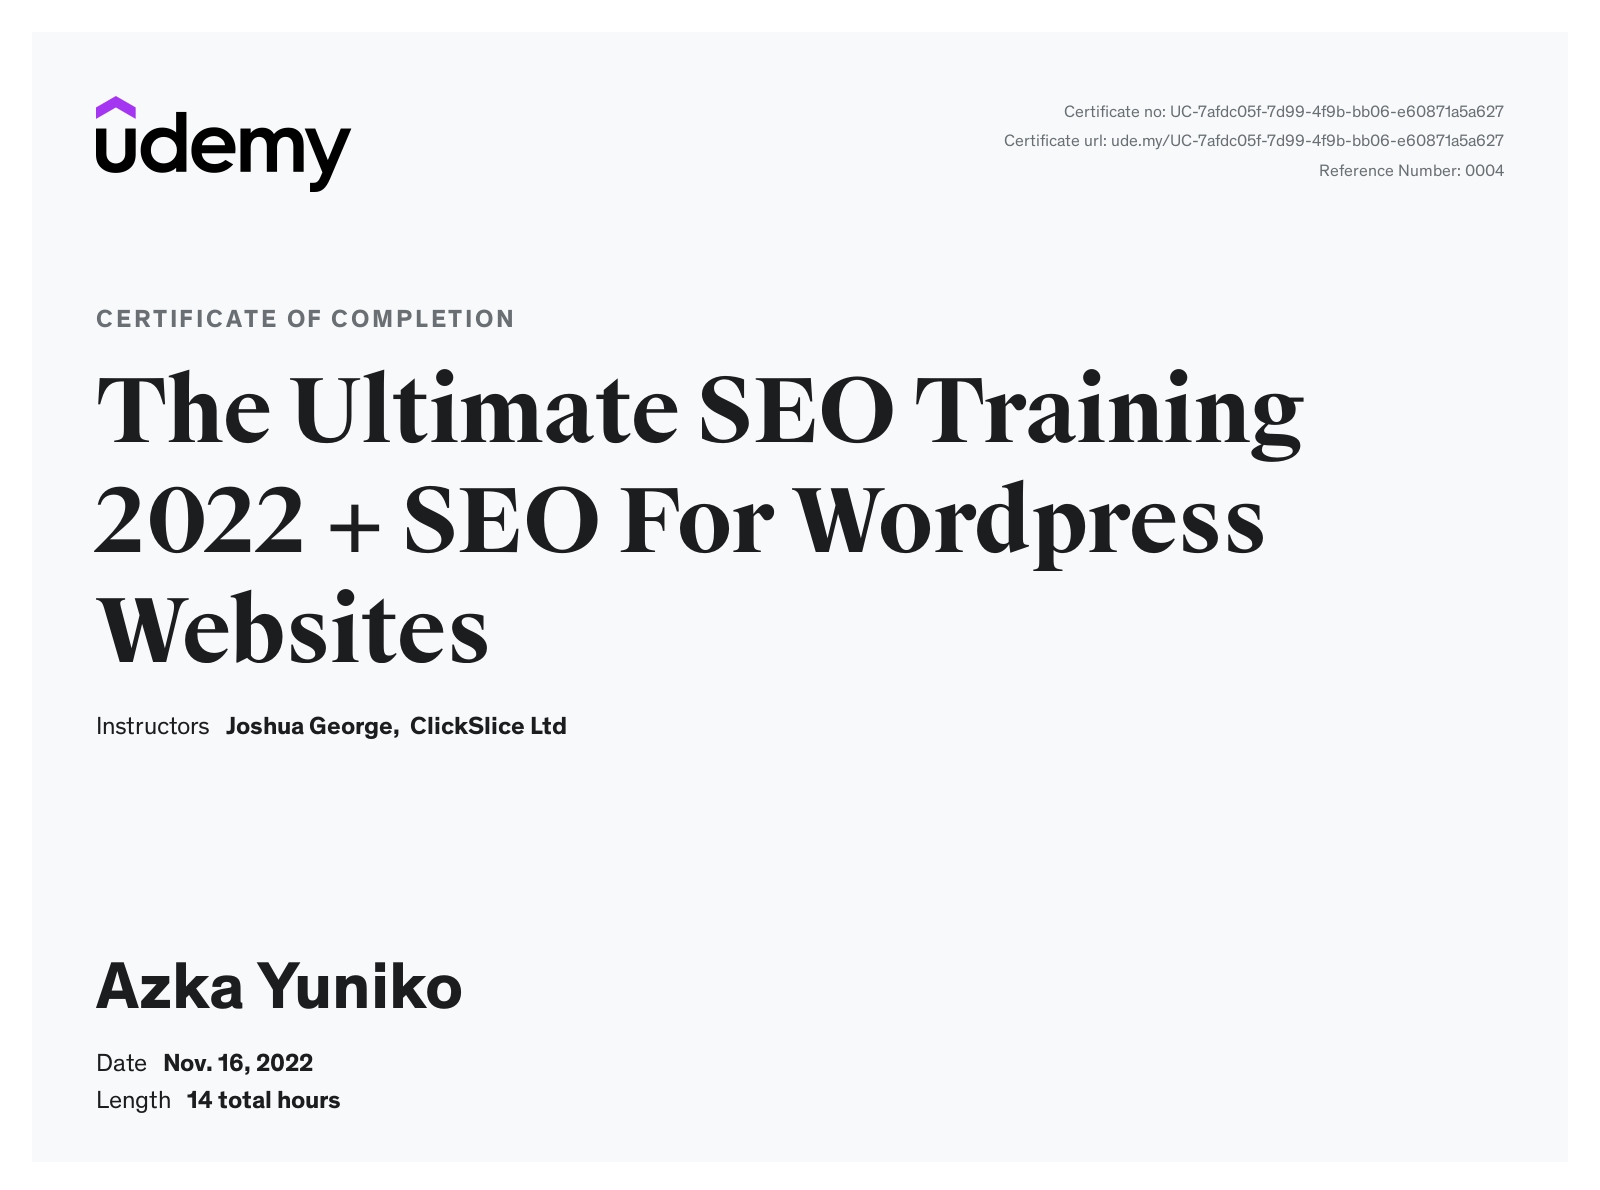 udemy
Certificate no: UC-7afdc05f-7d99-4f9b-bb06-e60871a5a627
Certificate url: ude.my/UC-7afdc05f-7d99-4f9b-bb06-e60871a5a627
Reference Number: 0004
CERTIFICATE OF COMPLETION
The Ultimate SEO Training
2022 + SEO For Wordpress
Websites
Instructors Joshua George, ClickSlice Ltd
Azka Yuniko
Date Nov. 16, 2022
Length 14 total hours